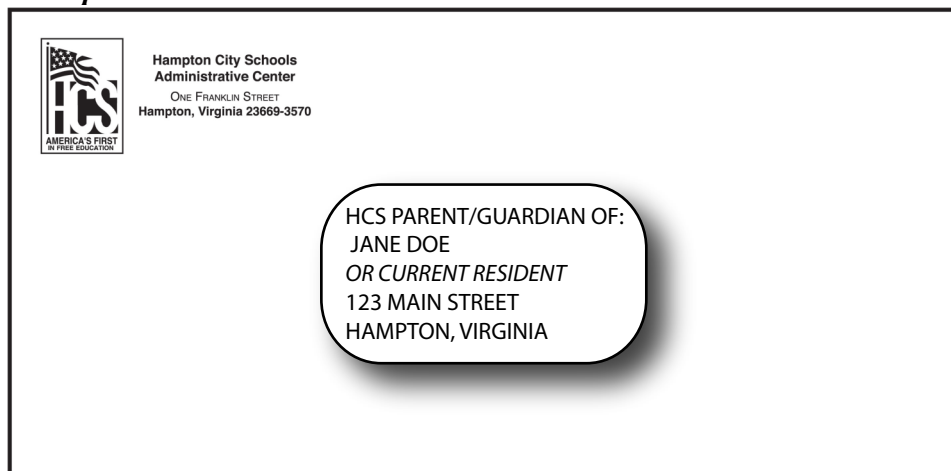 Hampton City Schools
Administrative Center
ONE FRANKLIN STREET
Hampton, Virginia 23669-3570
HCS
AMERICA'S FIRST
IN FREE EDUCATION
HCS PARENT/GUARDIAN OF:
JANE DOE
OR CURRENT RESIDENT
123 MAIN STREET
HAMPTON, VIRGINIA